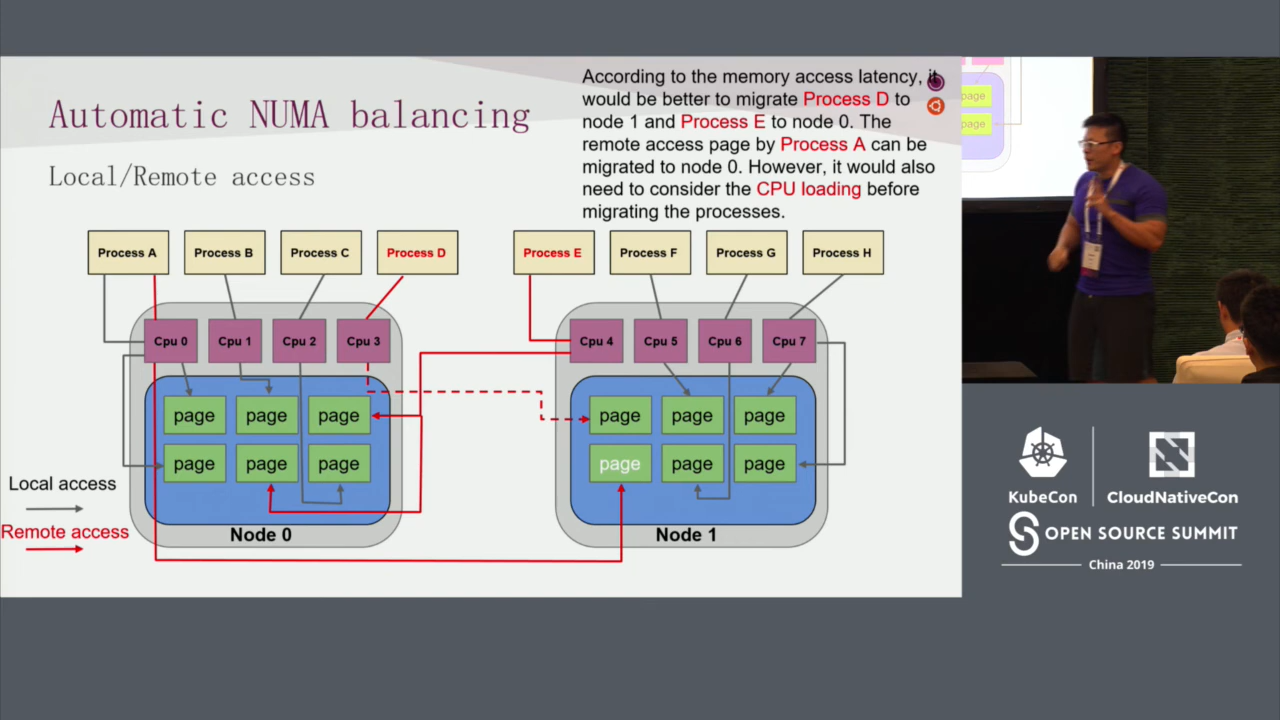 Automatic NUMA balancing
Local/Remote access
According to the memory access latency, it
would be better to migrate Process D to
node 1 and Process E to node 0. The
remote access page by Process A can be
migrated to node 0. However, it would also
need to consider the CPU loading before
migrating the processes.
Process A
Process B
Process C
Process D
Process E
Process F
Process G
Process H
Cpu 0
Cpu 1
Cpu 2
Cpu 3
Cpu 4
Cpu 5
Cpu 6
Cpu 7
page page page
page page page
page page page
page page page
Node 0
Node 1
Local access
Remote access
page
page
KubeCon
CloudNativeCon
OPEN SOURCE SUMMIT
China 2019